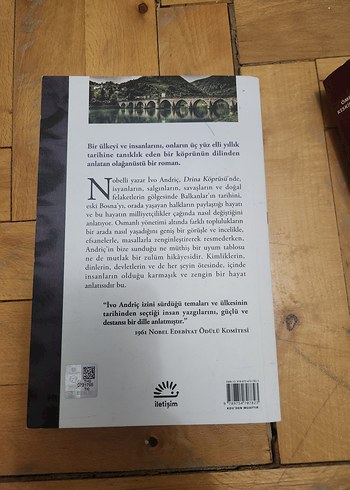 Bir ülkeyi ve insanlarını, onların üç yüz elli yıllık
tarihine tanıklık eden bir köprünün dilinden
anlatan olağanüstü bir roman.
Nobelli yazar İvo Andriç, Drina Köprüsü'nde,
isyanların, salgınların, savaşların ve doğal
felaketlerin gölgesinde Balkanlar'ın tarihini,
eski Bosna'yı, orada yaşayan halkların paylaştığı hayatı
ve bu hayatın milliyetçilikler çağında nasıl değiştiğini
anlatıyor. Osmanlı yönetimi altında farklı toplulukların
bir arada nasıl yaşadığını geniş bir görüşle ve incelikle,
efsanelerle, masallarla zenginleştirerek resmederken,
Andriç'in bize sunduğu ne müthiş bir uyum tablosu
ne de mutlak bir zulüm hikâyesidir. Kimliklerin,
dinlerin, devletlerin ve de her şeyin ötesinde, içinde
insanların olduğu karmaşık ve zengin bir hayat
anlatısıdır bu.
"İvo Andriç izini sürdüğü temaları ve ülkesinin
tarihinden seçtiği insan yazgılarını, güçlü ve
destansı bir dille anlatmıştır."
1961 NOBEL EDEBİYAT ÖDÜLÜ KOMİTESİ
iletişim